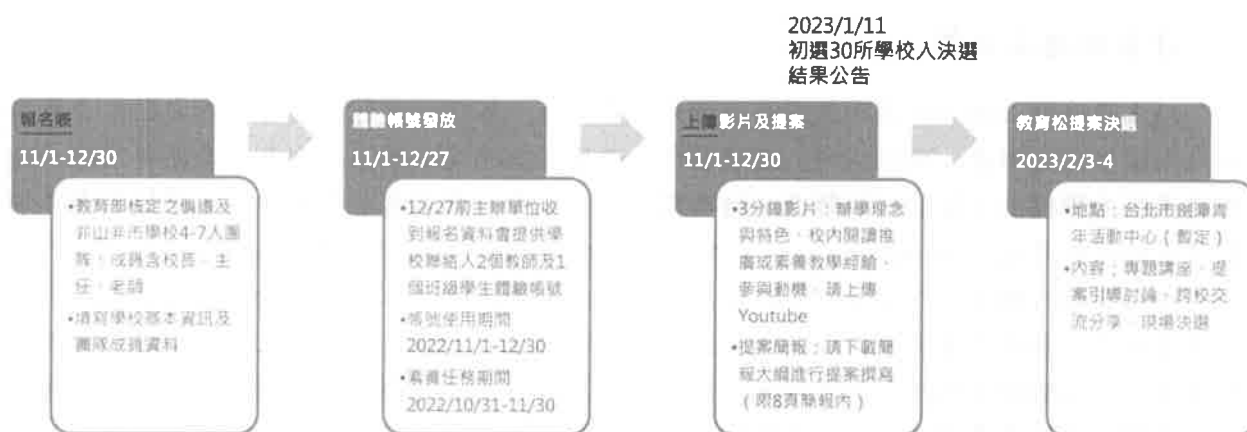 2023/1/11
初選30所學校入決選
結果公告
報名表
11/1-12/30
•教育部核定之偏遠及
非山非市學校4-7人團
隊:成員含校長、主
任、老師
•填寫學校基本資訊及
團隊成員資料
體驗帳號發放
11/1-12/27
•12/27前主辦單位收
到報名資料會提供學
校聯絡人2個教師及1
個班級學生體驗帳號
•帳號使用期間
2022/11/1-12/30
•素養任務期間
2022/10/31-11/30
上傳影片及提案
11/1-12/30
•3分鐘影片:辦學理念
與特色、校內閱讀推
廣或素養教學經驗、
參與動機,請上傳
Youtube
•提案簡報:請下載簡
報大綱進行提案撰寫
(限8頁簡報內)
教育松提案決選
2023/2/3-4
•地點:台北市劍潭青
年活動中心(暫定)
•內容:專題講座、提
案引導討論、跨校交
流分享、現場決選